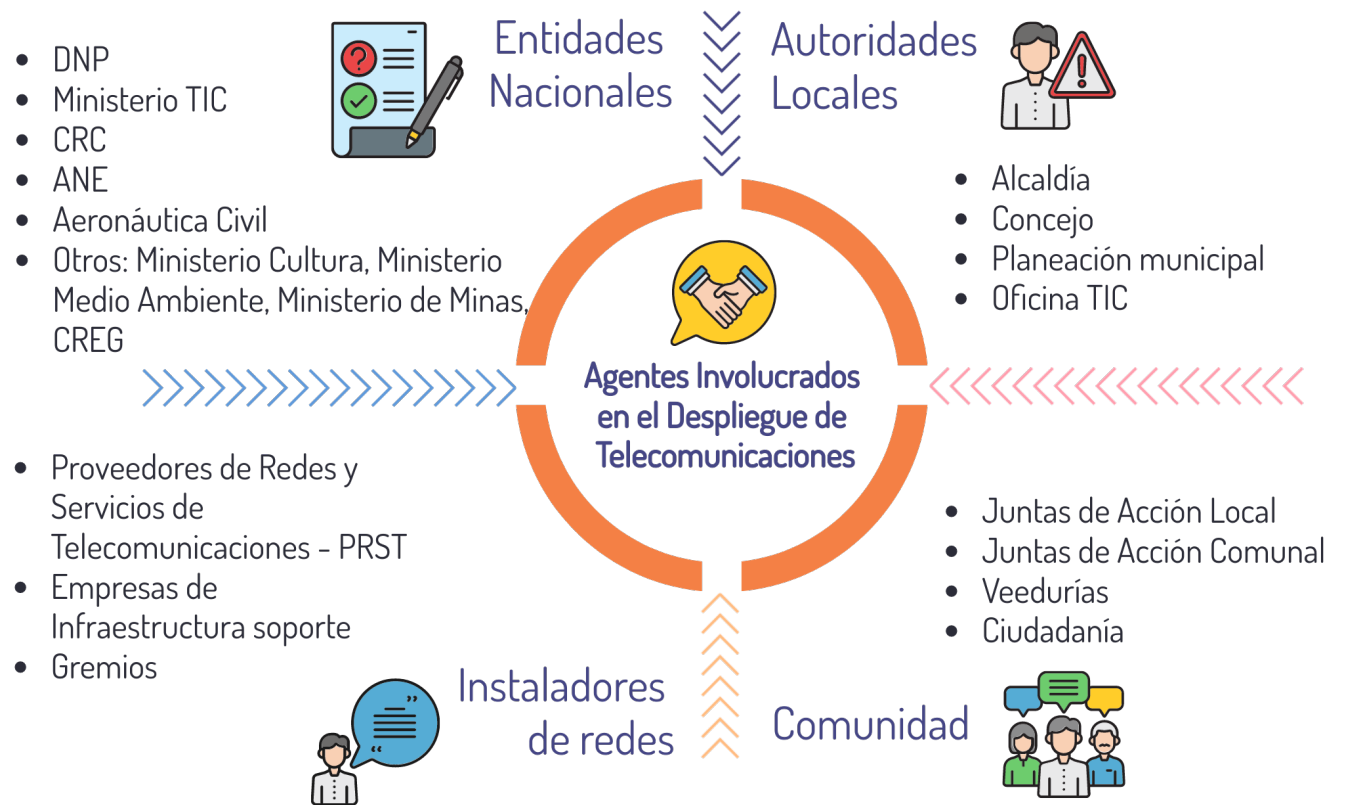 Entidades
Nacionales
• DNP
• Ministerio TIC
• CRC
• ANE
• Aeronáutica Civil
• Otros: Ministerio Cultura, Ministerio
Medio Ambiente, Ministerio de Minas,
CREG
Autoridades
Locales
• Alcaldía
• Concejo
• Planeación municipal
• Oficina TIC
Agentes Involucrados
en el Despliegue de
Telecomunicaciones
• Proveedores de Redes y
Servicios de
Telecomunicaciones - PRST
• Empresas de
Infraestructura soporte
• Gremios
Instaladores
de redes
• Juntas de Acción Local
• Juntas de Acción Comunal
• Veedurías
• Ciudadanía
Comunidad